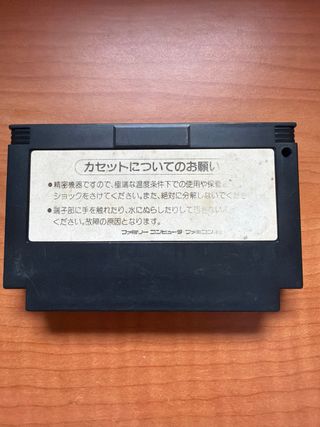 カセットについてのお願い
●精密機器ですので、極端な温度条件下での使用や保管
ショックをさけてください。また、絶対に分解しないでくださ
●端子部に手を触れたり、水にぬらしたりして
ください。故障の原因となります。
ファミリー コンピュータ・ファミコン